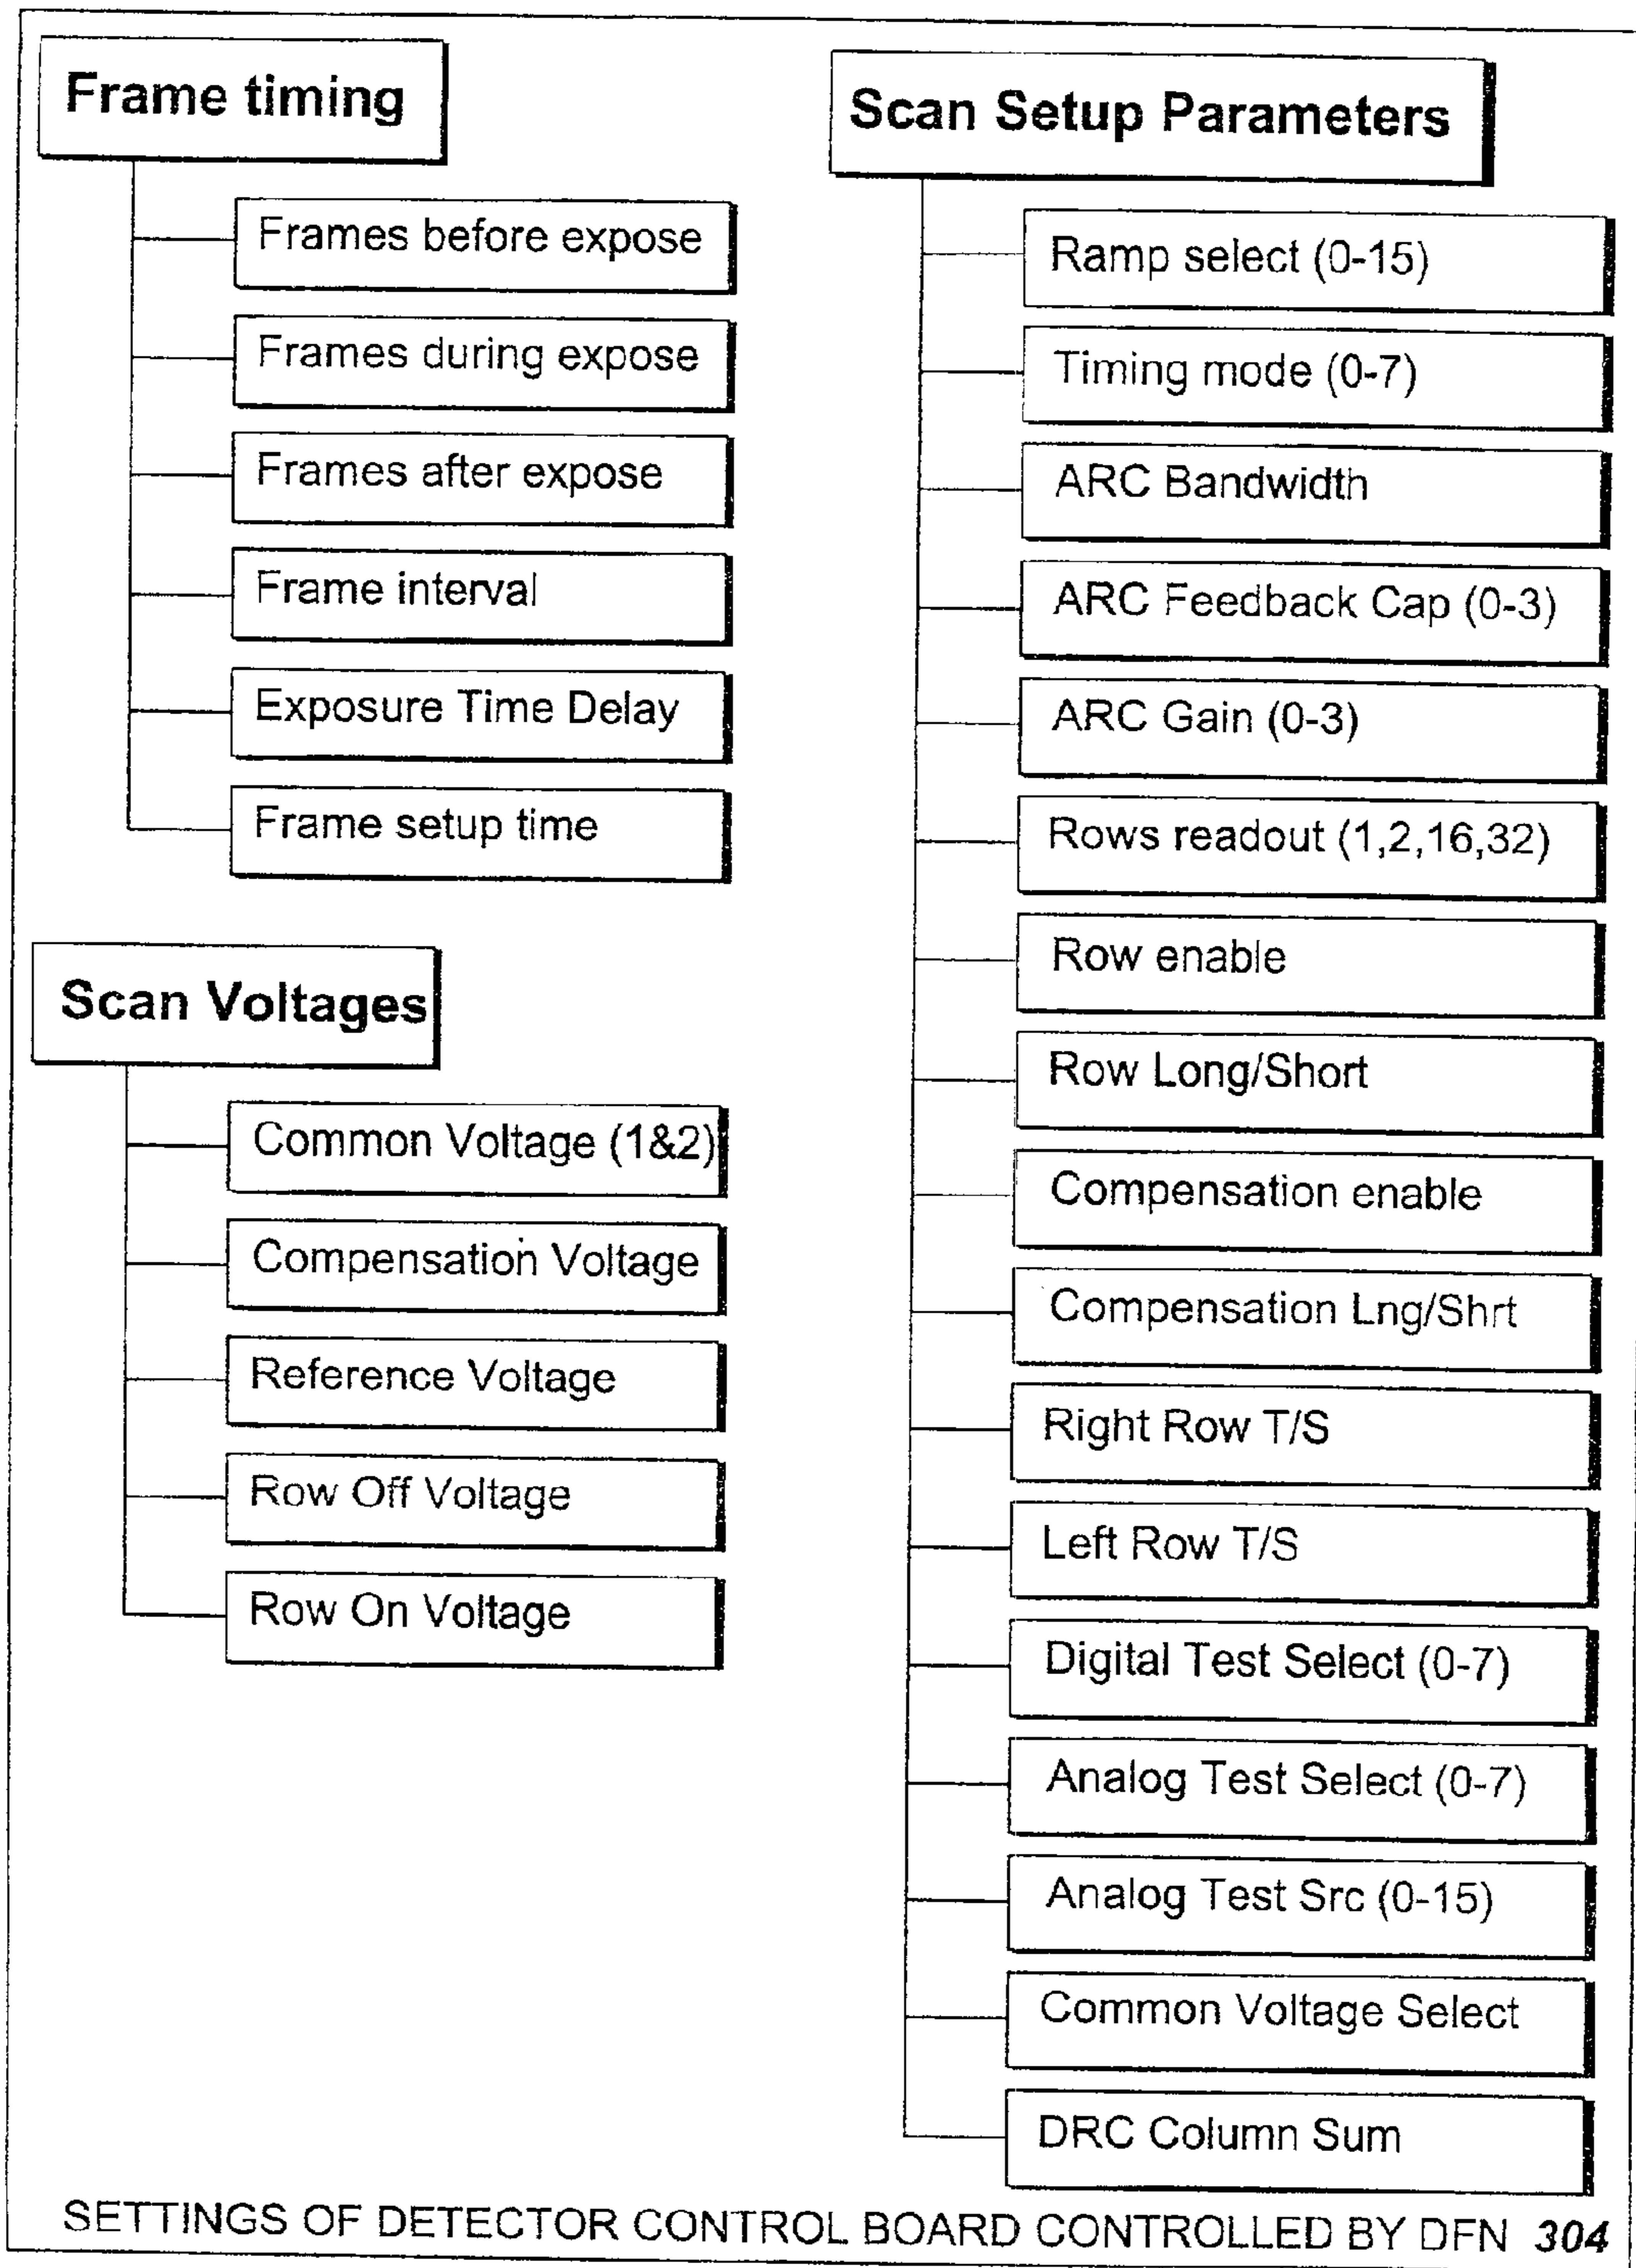 Frame timing
Frames before expose
Frames during expose
Frames after expose
Frame interval
Exposure Time Delay
Frame setup time
Scan Voltages
Common Voltage (1&2)
Compensation Voltage
Reference Voltage
Row Off Voltage
Row On Voltage
Scan Setup Parameters
Ramp select (0-15)
Timing mode (0-7)
ARC Bandwidth
ARC Feedback Cap (0-3)
ARC Gain (0-3)
Rows readout (1,2,16,32)
Row enable
Row Long/Short
Compensation enable
Compensation Lng/Shrt
Right Row T/S
Left Row T/S
Digital Test Select (0-7)
Analog Test Select (0-7)
Analog Test Src (0-15)
Common Voltage Select
DRC Column Sum
SETTINGS OF DETECTOR CONTROL BOARD CONTROLLED BY DFN 304